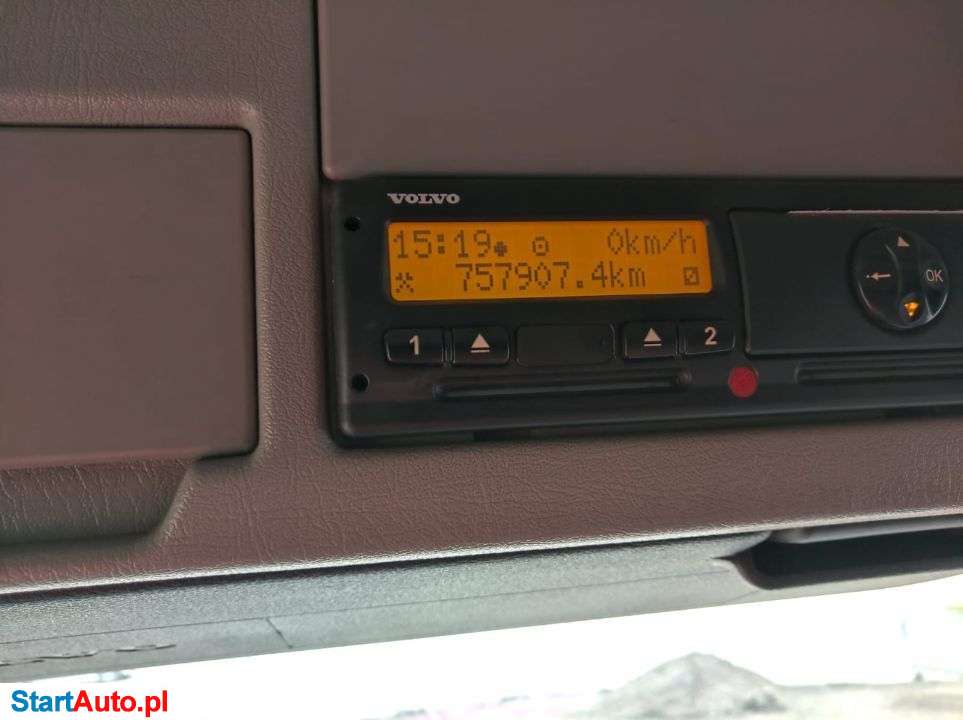 VOLVO
15:19 0km/h
757907.4km
1 2
OK
StartAuto.pl